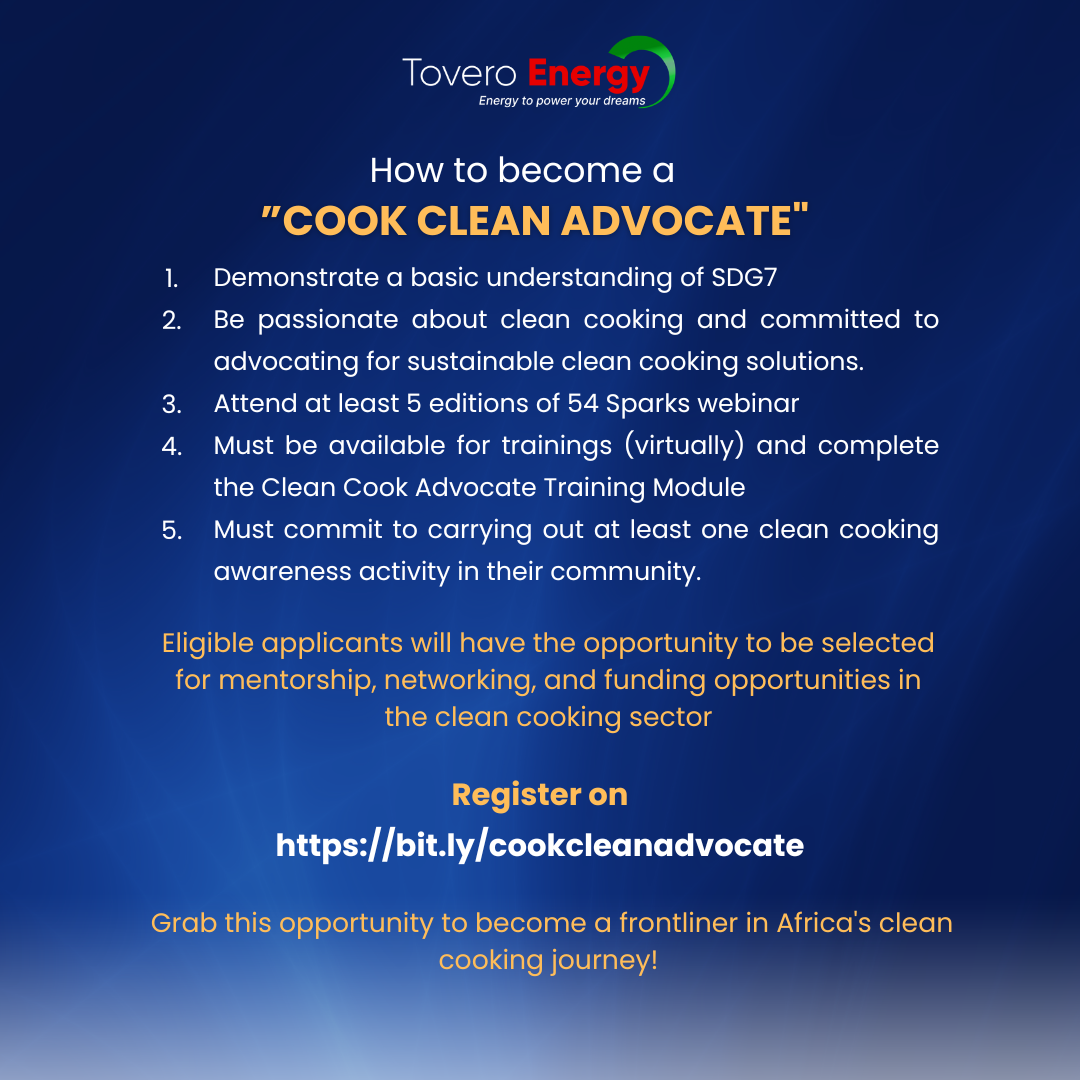 Tovero Energy
Energy to power your dreams
How to become a
”COOK CLEAN ADVOCATE"
1. Demonstrate a basic understanding of SDG7
2. Be passionate about clean cooking and committed to
advocating for sustainable clean cooking solutions.
3. Attend at least 5 editions of 54 Sparks webinar
4. Must be available for trainings (virtually) and complete
the Clean Cook Advocate Training Module
5. Must commit to carrying out at least one clean cooking
awareness activity in their community.
Eligible applicants will have the opportunity to be selected
for mentorship, networking, and funding opportunities in
the clean cooking sector
Register on
https://bit.ly/cookcleanadvocate
Grab this opportunity to become a frontliner in Africa's clean
cooking journey!